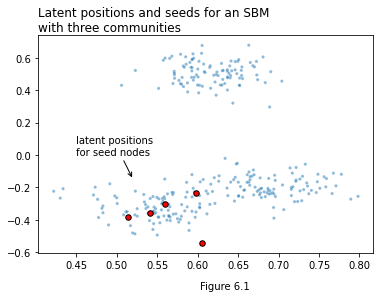 Latent positions and seeds for an SBM
with three communities
0.6
0.4
0.2
0.0
−0.2
−0.4
−0.6
latent positions
for seed nodes
0.45 0.50 0.55 0.60 0.65 0.70 0.75 0.80
Figure 6.1